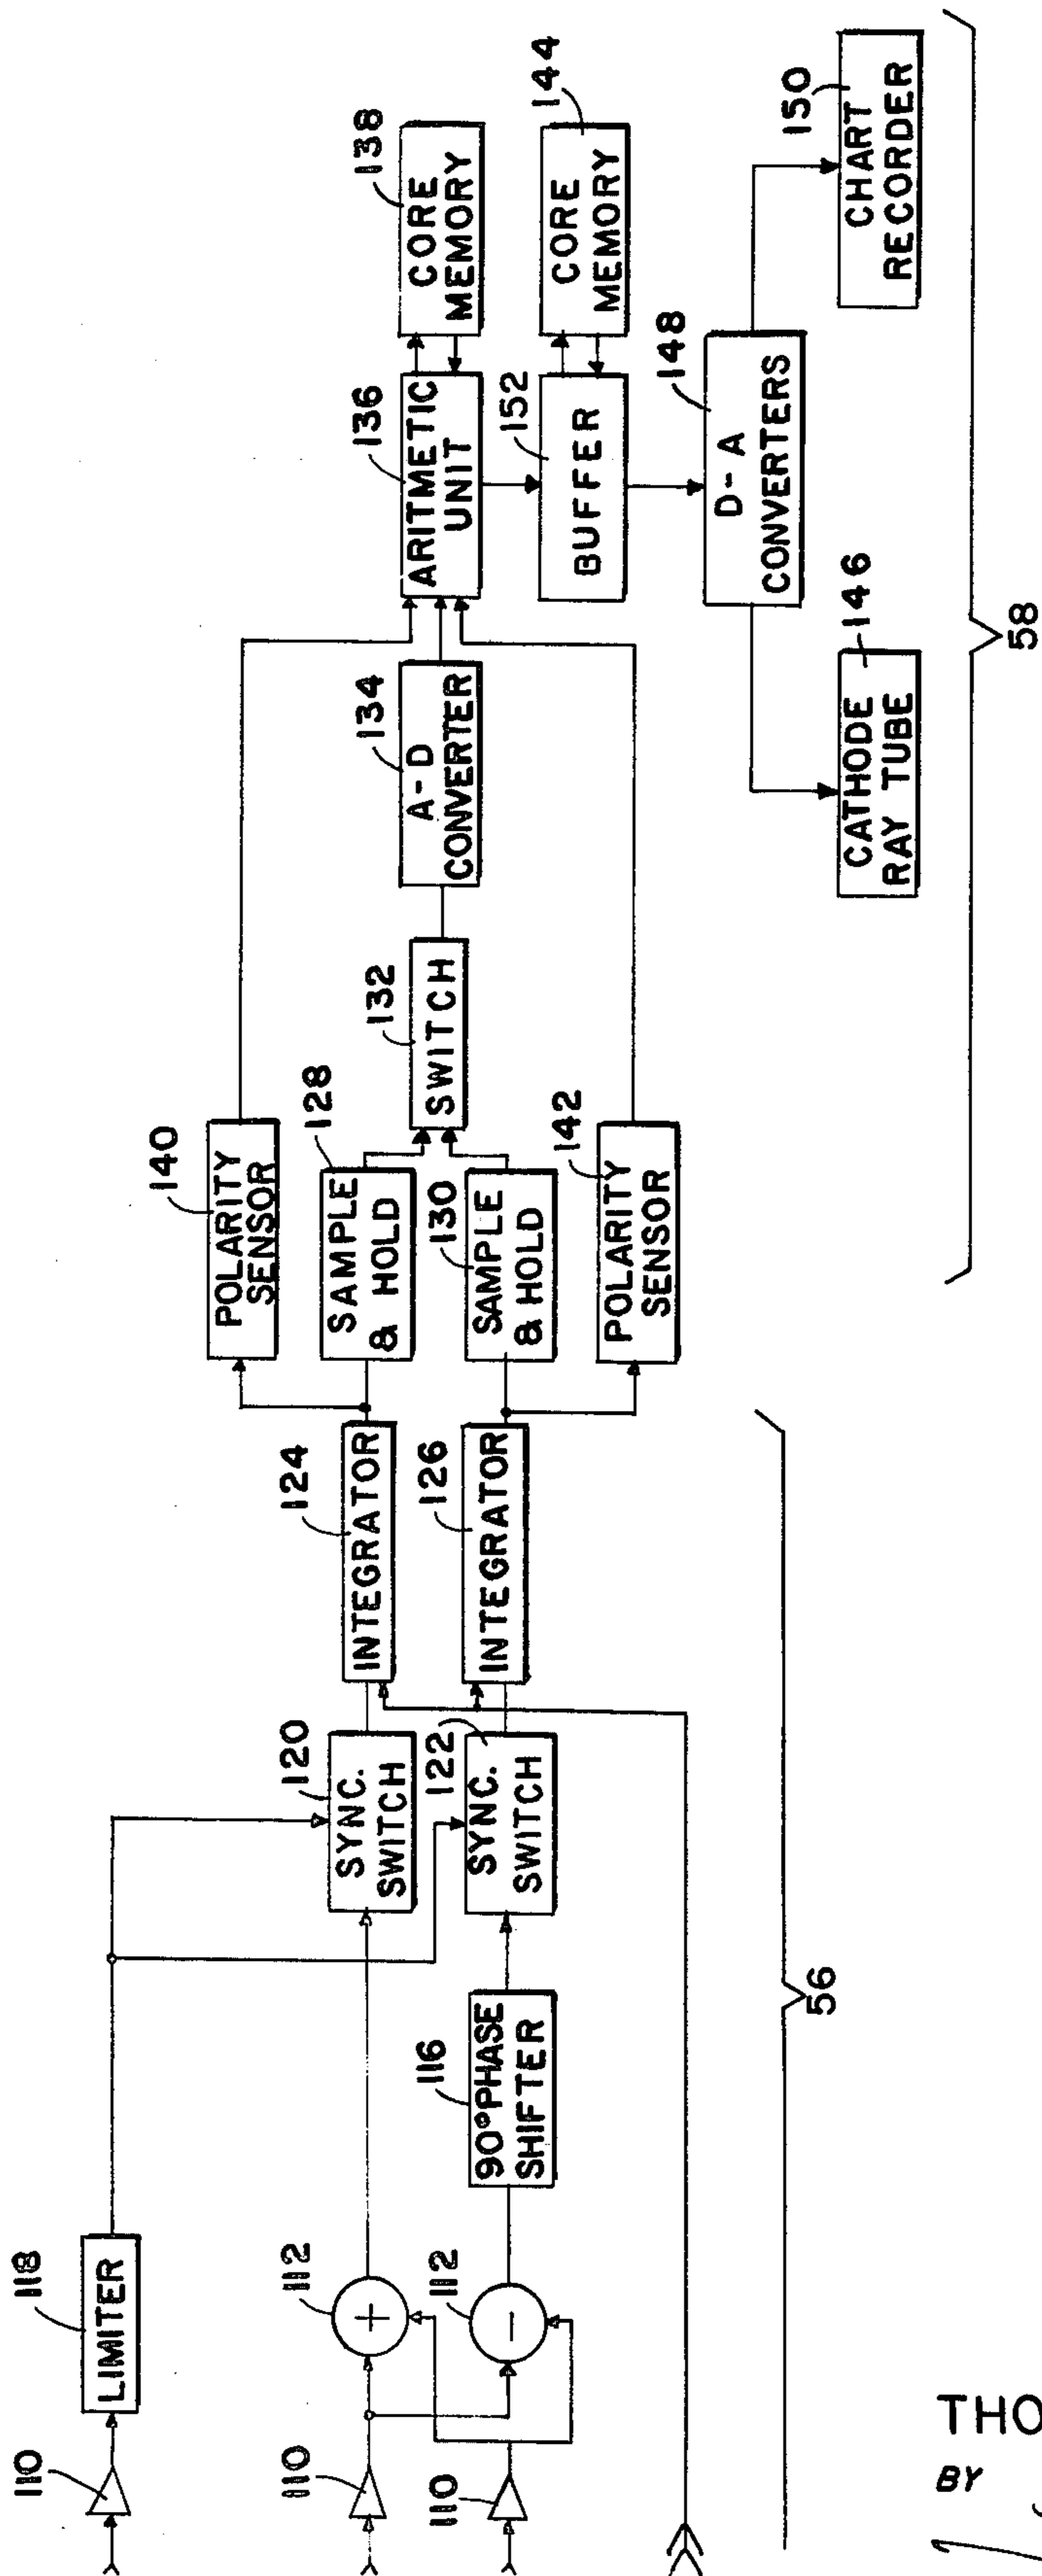 110
118
LIMITER
110
112
+
110
112
−
116
90° PHASE
SHIFTER
120
SYNC.
SWITCH
122
SYNC.
SWITCH
124
INTEGRATOR
126
INTEGRATOR
56
140
POLARITY
SENSOR
128
SAMPLE
& HOLD
130
SAMPLE
& HOLD
142
POLARITY
SENSOR
132
SWITCH
134
A-D
CONVERTER
136
ARITMETIC
UNIT
138
CORE
MEMORY
152
BUFFER
144
CORE
MEMORY
148
D-A
CONVERTERS
146
CATHODE
RAY TUBE
150
CHART
RECORDER
58
THO
BY